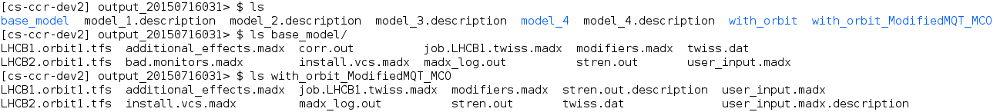 [cs-ccr-dev2] output_20150716031> $ ls
base_model  model_1.description  model_2.description  model_3.description  model_4  model_4.description  with_orbit  with_orbit_ModifiedMQT_MCO
[cs-ccr-dev2] output_20150716031> $ ls base_model/
LHCB1.orbit1.tfs  additional_effects.madx  corr.out          job.LHCB1.twiss.madx  modifiers.madx  twiss.dat
LHCB2.orbit1.tfs  bad.monitors.madx        install.vcs.madx  madx_log.out          stren.out       user_input.madx
[cs-ccr-dev2] output_20150716031> $ ls with_orbit_ModifiedMQT_MCO
LHCB1.orbit1.tfs  additional_effects.madx  job.LHCB1.twiss.madx  modifiers.madx  stren.out.description  user_input.madx
LHCB2.orbit1.tfs  install.vcs.madx         madx_log.out          stren.out       twiss.dat              user_input.madx.description